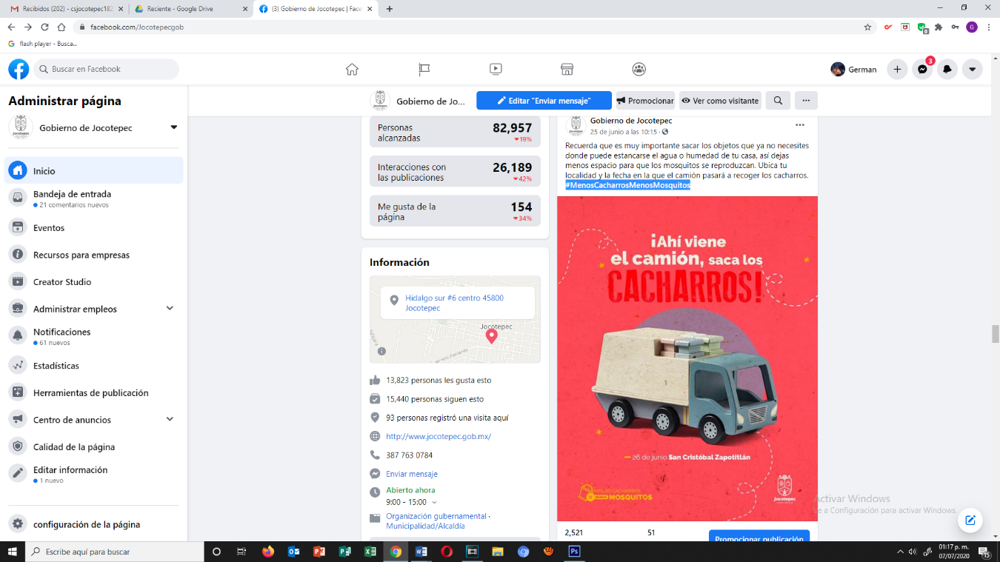 Recibidos (202) - csjocotepec182
Reciente - Google Drive
(3) Gobierno de Jocotepec | Face
facebook.com/Jocotepecgob
flash player - Busca...
Buscar en Facebook
German
3
Administrar página
Gobierno de Jocotepec
Inicio
Bandeja de entrada
21 comentarios nuevos
Eventos
Recursos para empresas
Creator Studio
Administrar empleos
Notificaciones
61 nuevos
Estadísticas
Herramientas de publicación
Centro de anuncios
Calidad de la página
Editar información
1 nuevo
configuración de la página
Gobierno de Jo...
Editar "Enviar mensaje"
Promocionar
Ver como visitante
Personas alcanzadas
82,957
19%
Interacciones con las publicaciones
26,189
42%
Me gusta de la página
154
34%
Información
Hidalgo sur #6 centro 45800
Jocotepec
Jocotepec
Guerrero Poniente
13,823 personas les gusta esto
15,440 personas siguen esto
93 personas registró una visita aquí
http://www.jocotepec.gob.mx/
387 763 0784
Enviar mensaje
Abierto ahora
9:00 - 15:00
Organización gubernamental ·
Municipalidad/Alcaldía
Gobierno de Jocotepec
25 de junio a las 10:15 ·
Recuerda que es muy importante sacar los objetos que ya no necesites
donde puede estancarse el agua o humedad de tu casa, así dejas
menos espacio para que los mosquitos se reproduzcan. Ubica tu
localidad y la fecha en la que el camión pasará a recoger los cacharros.
#MenosCacharrosMenosMosquitos
¡Ahí viene
el camión, saca los
CACHARROS!
26 de junio San Cristóbal Zapotitlán
MENOS CACHARROS
MENOS MOSQUITOS
Jocotepec
2,521
51
Promocionar publicación
Activar Windows
Ve a Configuración para activar Windows.
Escribe aquí para buscar
01:17 p. m.
07/07/2020
15